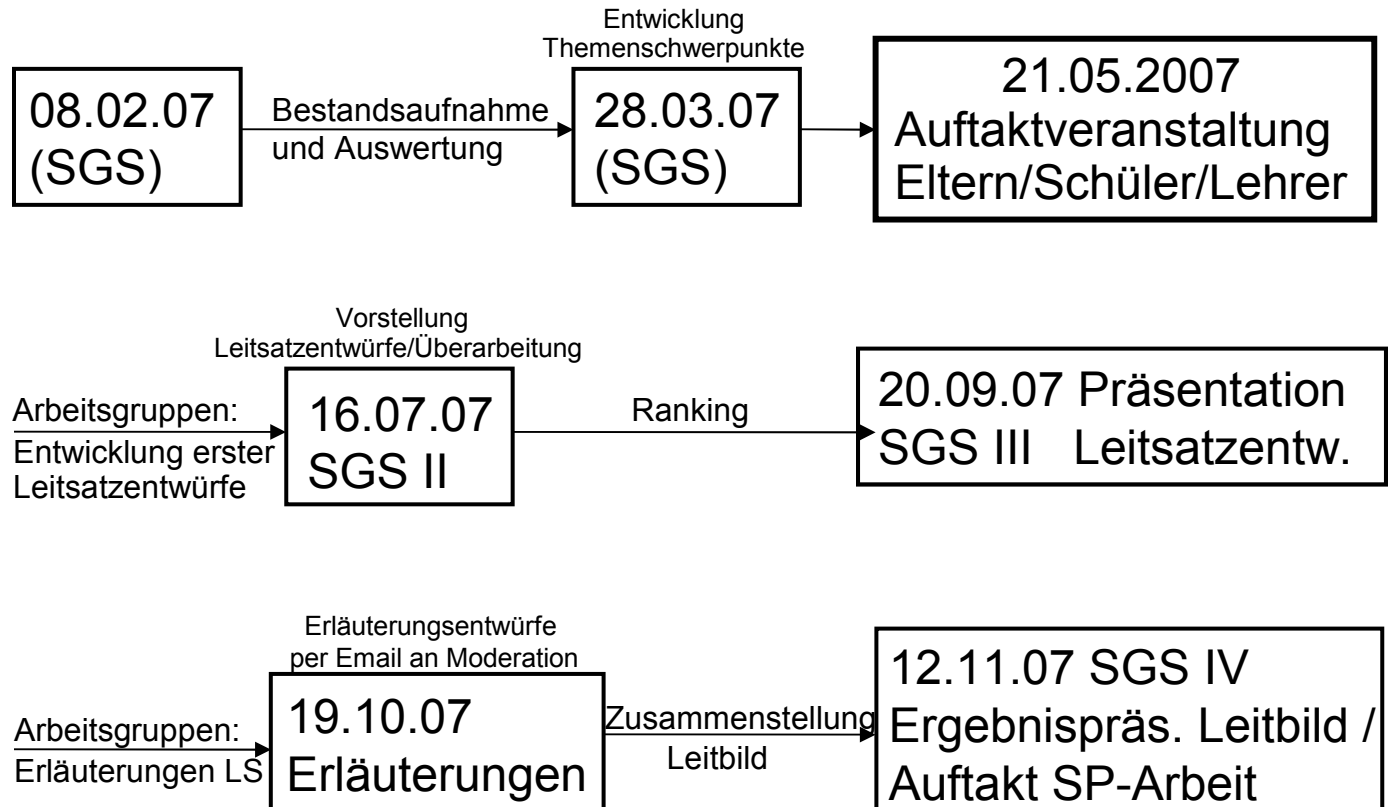 Entwicklung
Themenschwerpunkte
08.02.07
(SGS)
Bestandsaufnahme
und Auswertung
28.03.07
(SGS)
21.05.2007
Auftaktveranstaltung
Eltern/Schüler/Lehrer
Vorstellung
Leitsatzentwürfe/Überarbeitung
Arbeitsgruppen:
Entwicklung erster
Leitsatzentwürfe
16.07.07
SGS II
Ranking
20.09.07 Präsentation
SGS III Leitsatzentw.
Erläuterungsentwürfe
per Email an Moderation
Arbeitsgruppen:
Erläuterungen LS
19.10.07
Erläuterungen
Zusammenstellung
Leitbild
12.11.07 SGS IV
Ergebnispräs. Leitbild /
Auftakt SP-Arbeit